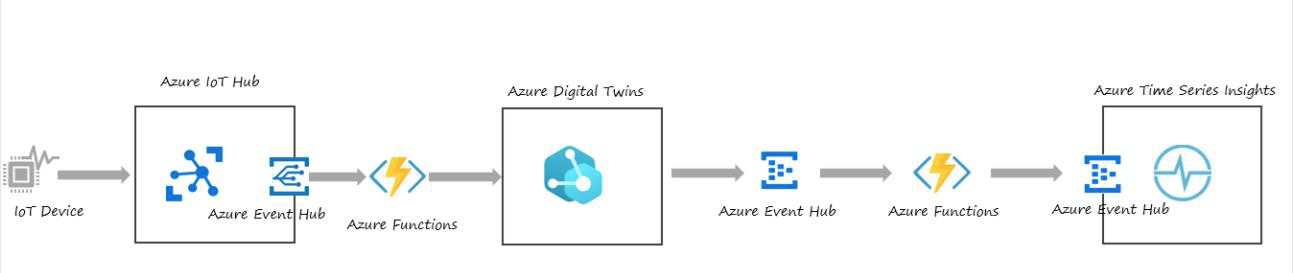 Azure IoT Hub
Azure Digital Twins
Azure Time Series Insights
IoT Device
Azure Event Hub
Azure Functions
Azure Event Hub
Azure Functions
Azure Event Hub